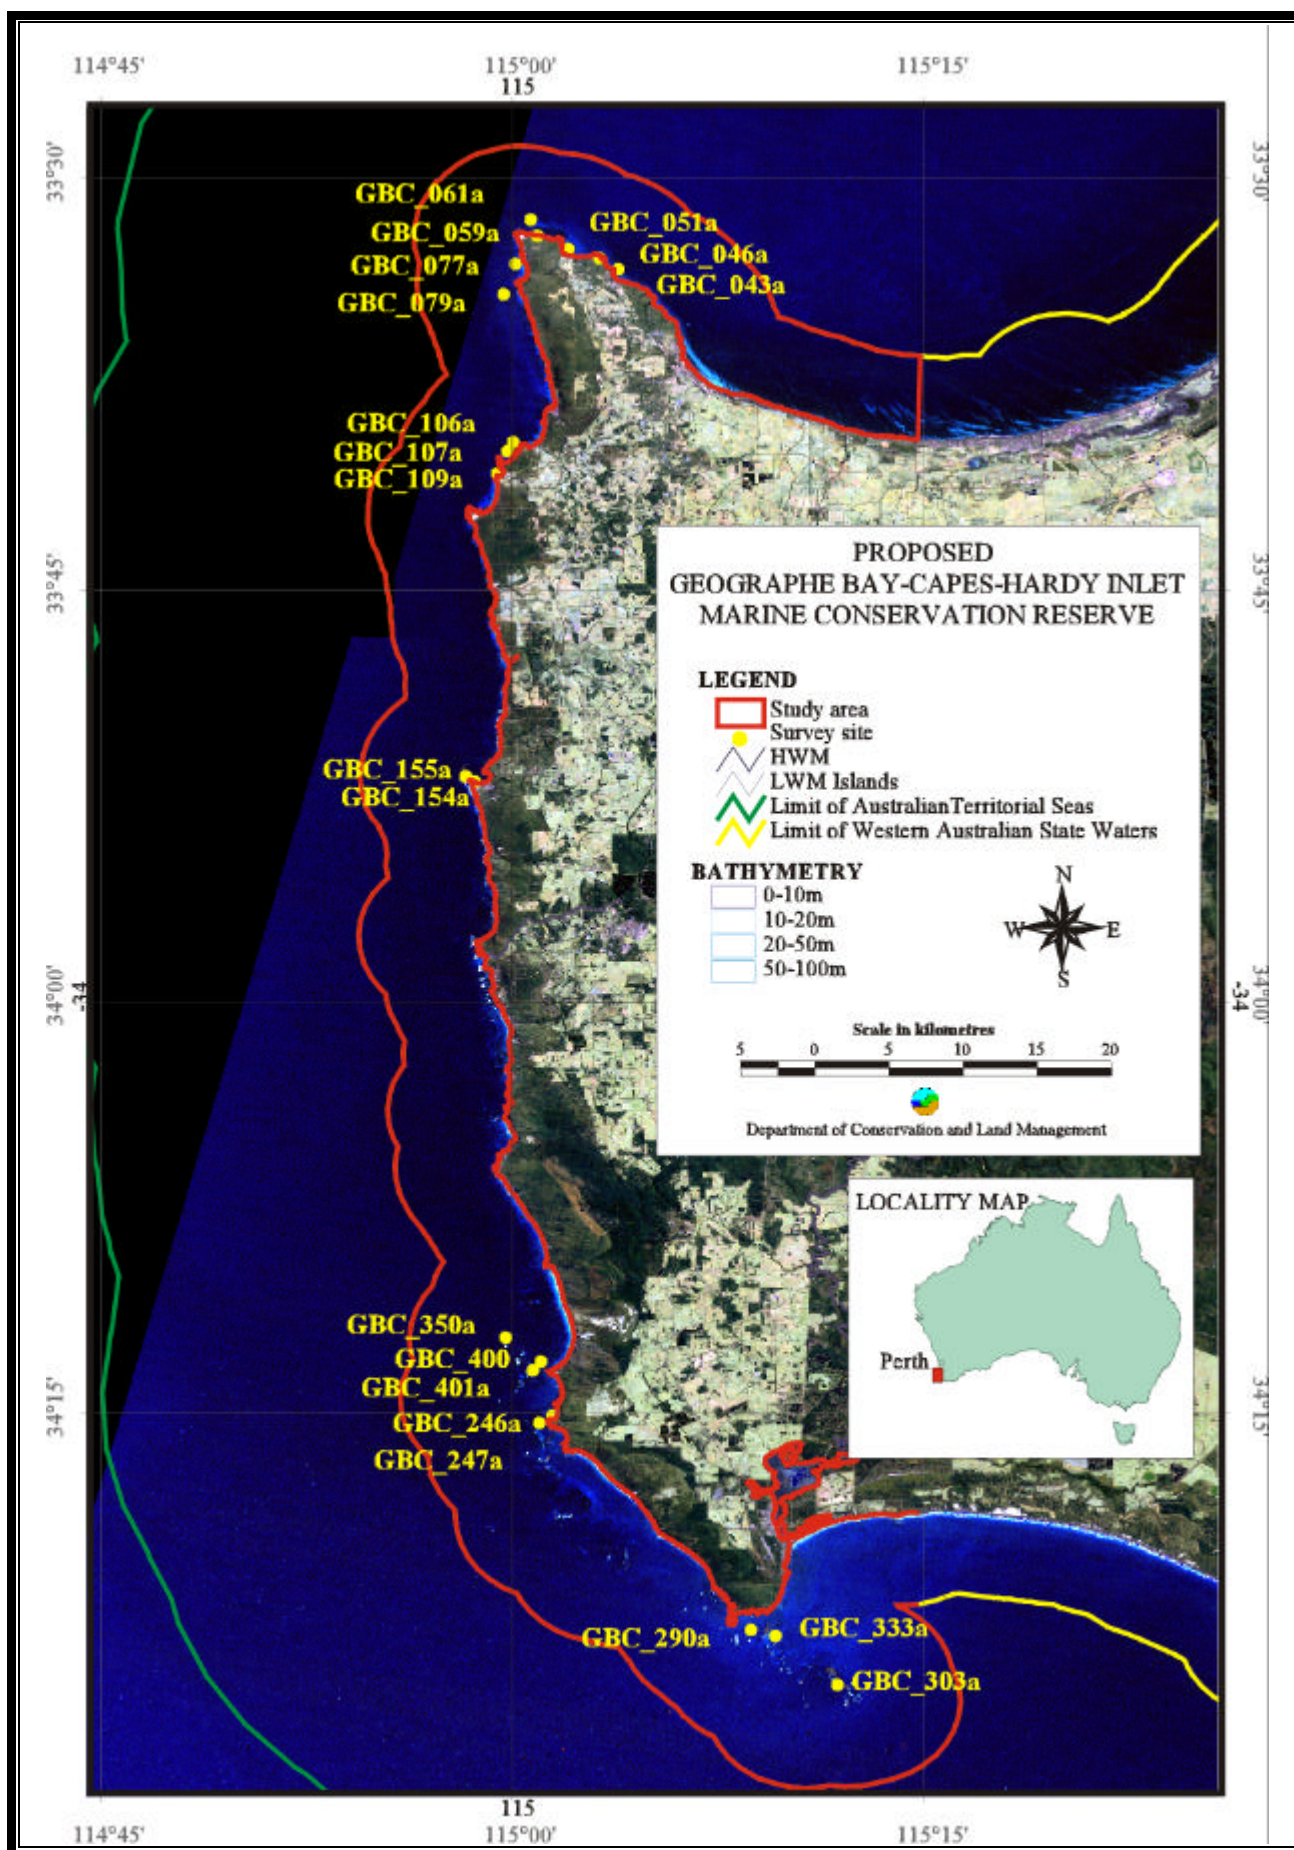 114°45'
115°00'
115°15'
115
33°30'
33°30'
GBC_061a
GBC_059a
GBC_051a
GBC_077a
GBC_046a
GBC_079a
GBC_043a
GBC_106a
GBC_107a
GBC_109a
33°45'
33°45'
PROPOSED
GEOGRAPHE BAY-CAPES-HARDY INLET
MARINE CONSERVATION RESERVE
LEGEND
Study area
Survey site
HWM
LWM Islands
Limit of Australian Territorial Seas
Limit of Western Australian State Waters
GBC_155a
GBC_154a
BATHYMETRY
0-10m
10-20m
20-50m
50-100m
N
W
E
S
34°00'
-34
-34
34°00'
Scale in kilometres
5 0 5 10 15 20
Department of Conservation and Land Management
LOCALITY MAP
Perth
GBC_350a
GBC_400
GBC_401a
34°15'
34°15'
GBC_246a
GBC_247a
GBC_290a
GBC_333a
GBC_303a
115
114°45'
115°00'
115°15'